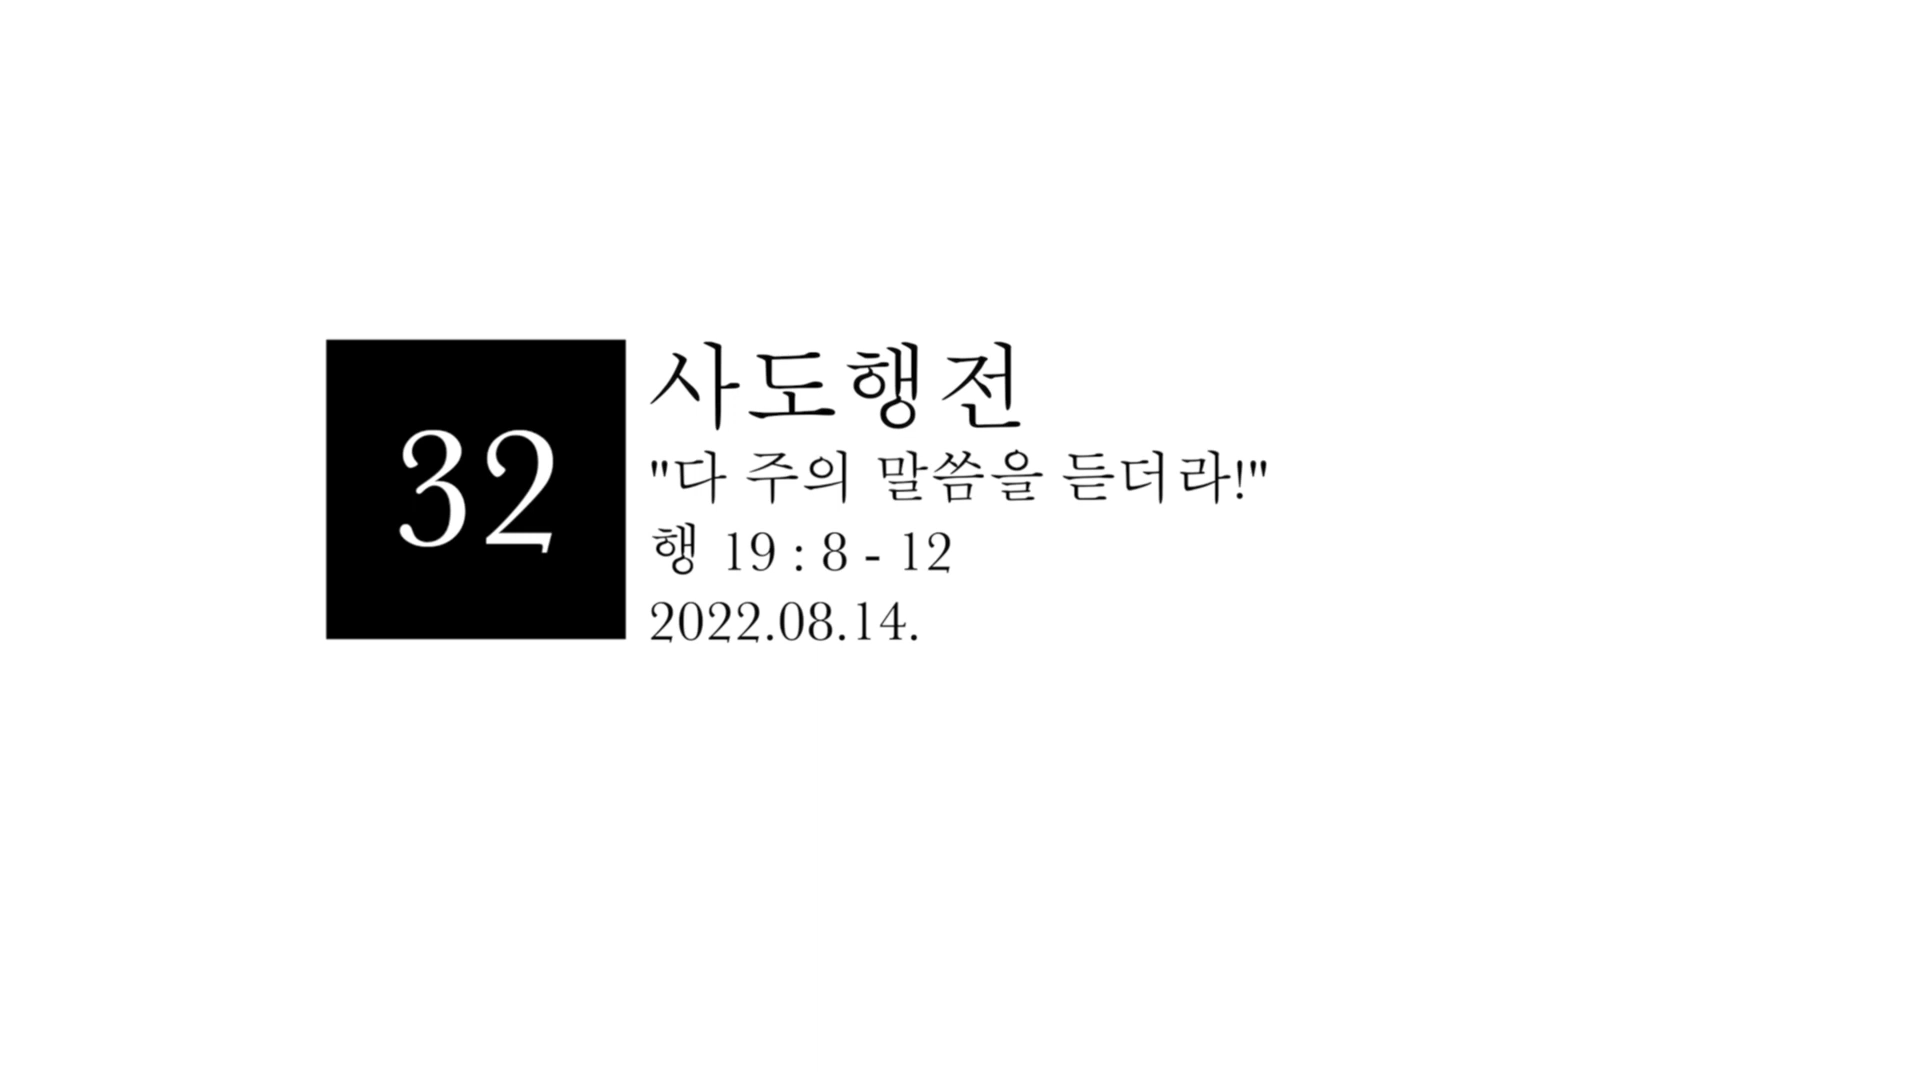 32
사도행전
"다 주의 말씀을 듣더라!"
행 19 : 8 - 12
2022.08.14.